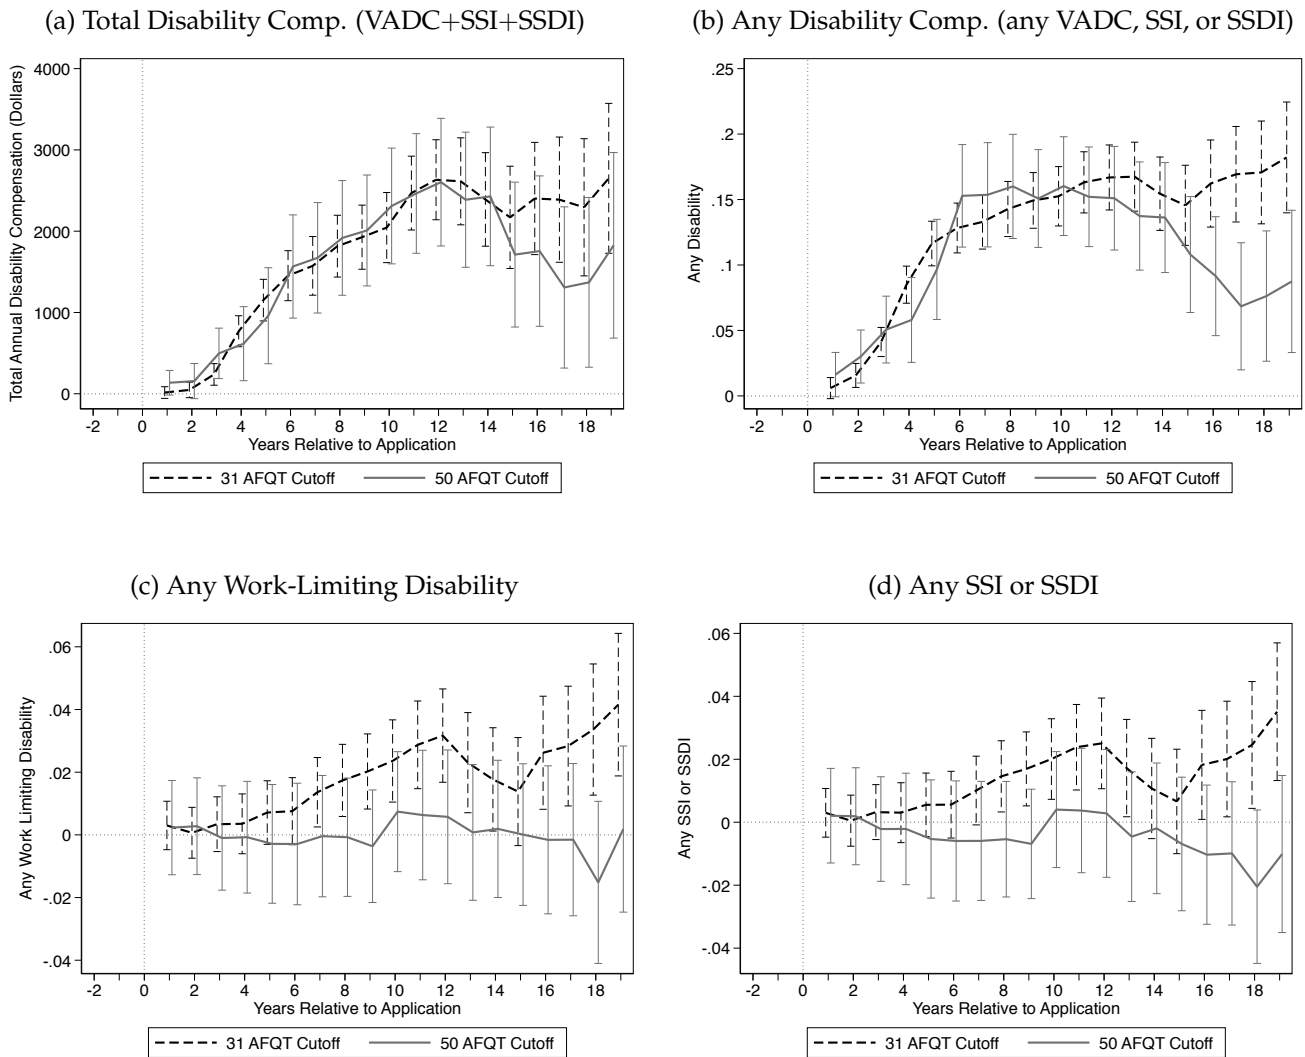 (a) Total Disability Comp. (VADC+SSI+SSDI)
Total Annual Disability Compensation (Dollars)
4000
3000
2000
1000
0
-2 0 2 4 6 8 10 12 14 16 18
Years Relative to Application
31 AFQT Cutoff 50 AFQT Cutoff
(b) Any Disability Comp. (any VADC, SSI, or SSDI)
Any Disability
.25
.2
.15
.1
.05
0
-2 0 2 4 6 8 10 12 14 16 18
Years Relative to Application
31 AFQT Cutoff 50 AFQT Cutoff
(c) Any Work-Limiting Disability
Any Work Limiting Disability
.06
.04
.02
0
-.02
-.04
-2 0 2 4 6 8 10 12 14 16 18
Years Relative to Application
31 AFQT Cutoff 50 AFQT Cutoff
(d) Any SSI or SSDI
Any SSI or SSDI
.06
.04
.02
0
-.02
-.04
-2 0 2 4 6 8 10 12 14 16 18
Years Relative to Application
31 AFQT Cutoff 50 AFQT Cutoff